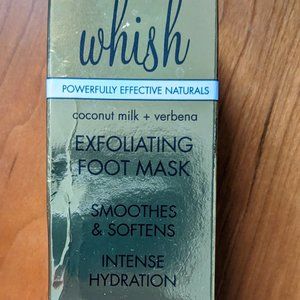 whish
POWERFULLY EFFECTIVE NATURALS
coconut milk + verbena
EXFOLIATING
FOOT MASK
SMOOTHES
& SOFTENS
INTENSE
HYDRATION